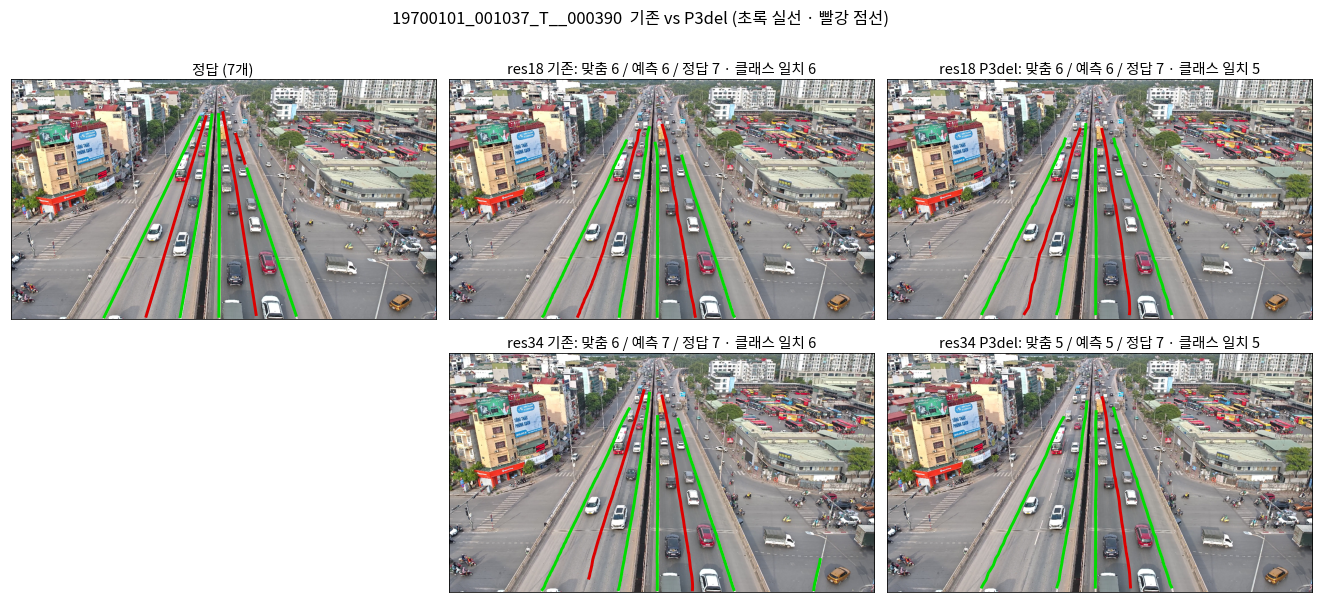 19700101_001037_T__000390 기존 vs P3del (초록 실선 · 빨강 점선)
정답 (7개)
res18 기존: 맞춤 6 / 예측 6 / 정답 7 · 클래스 일치 6
res18 P3del: 맞춤 6 / 예측 6 / 정답 7 · 클래스 일치 5
res34 기존: 맞춤 6 / 예측 7 / 정답 7 · 클래스 일치 6
res34 P3del: 맞춤 5 / 예측 5 / 정답 7 · 클래스 일치 5